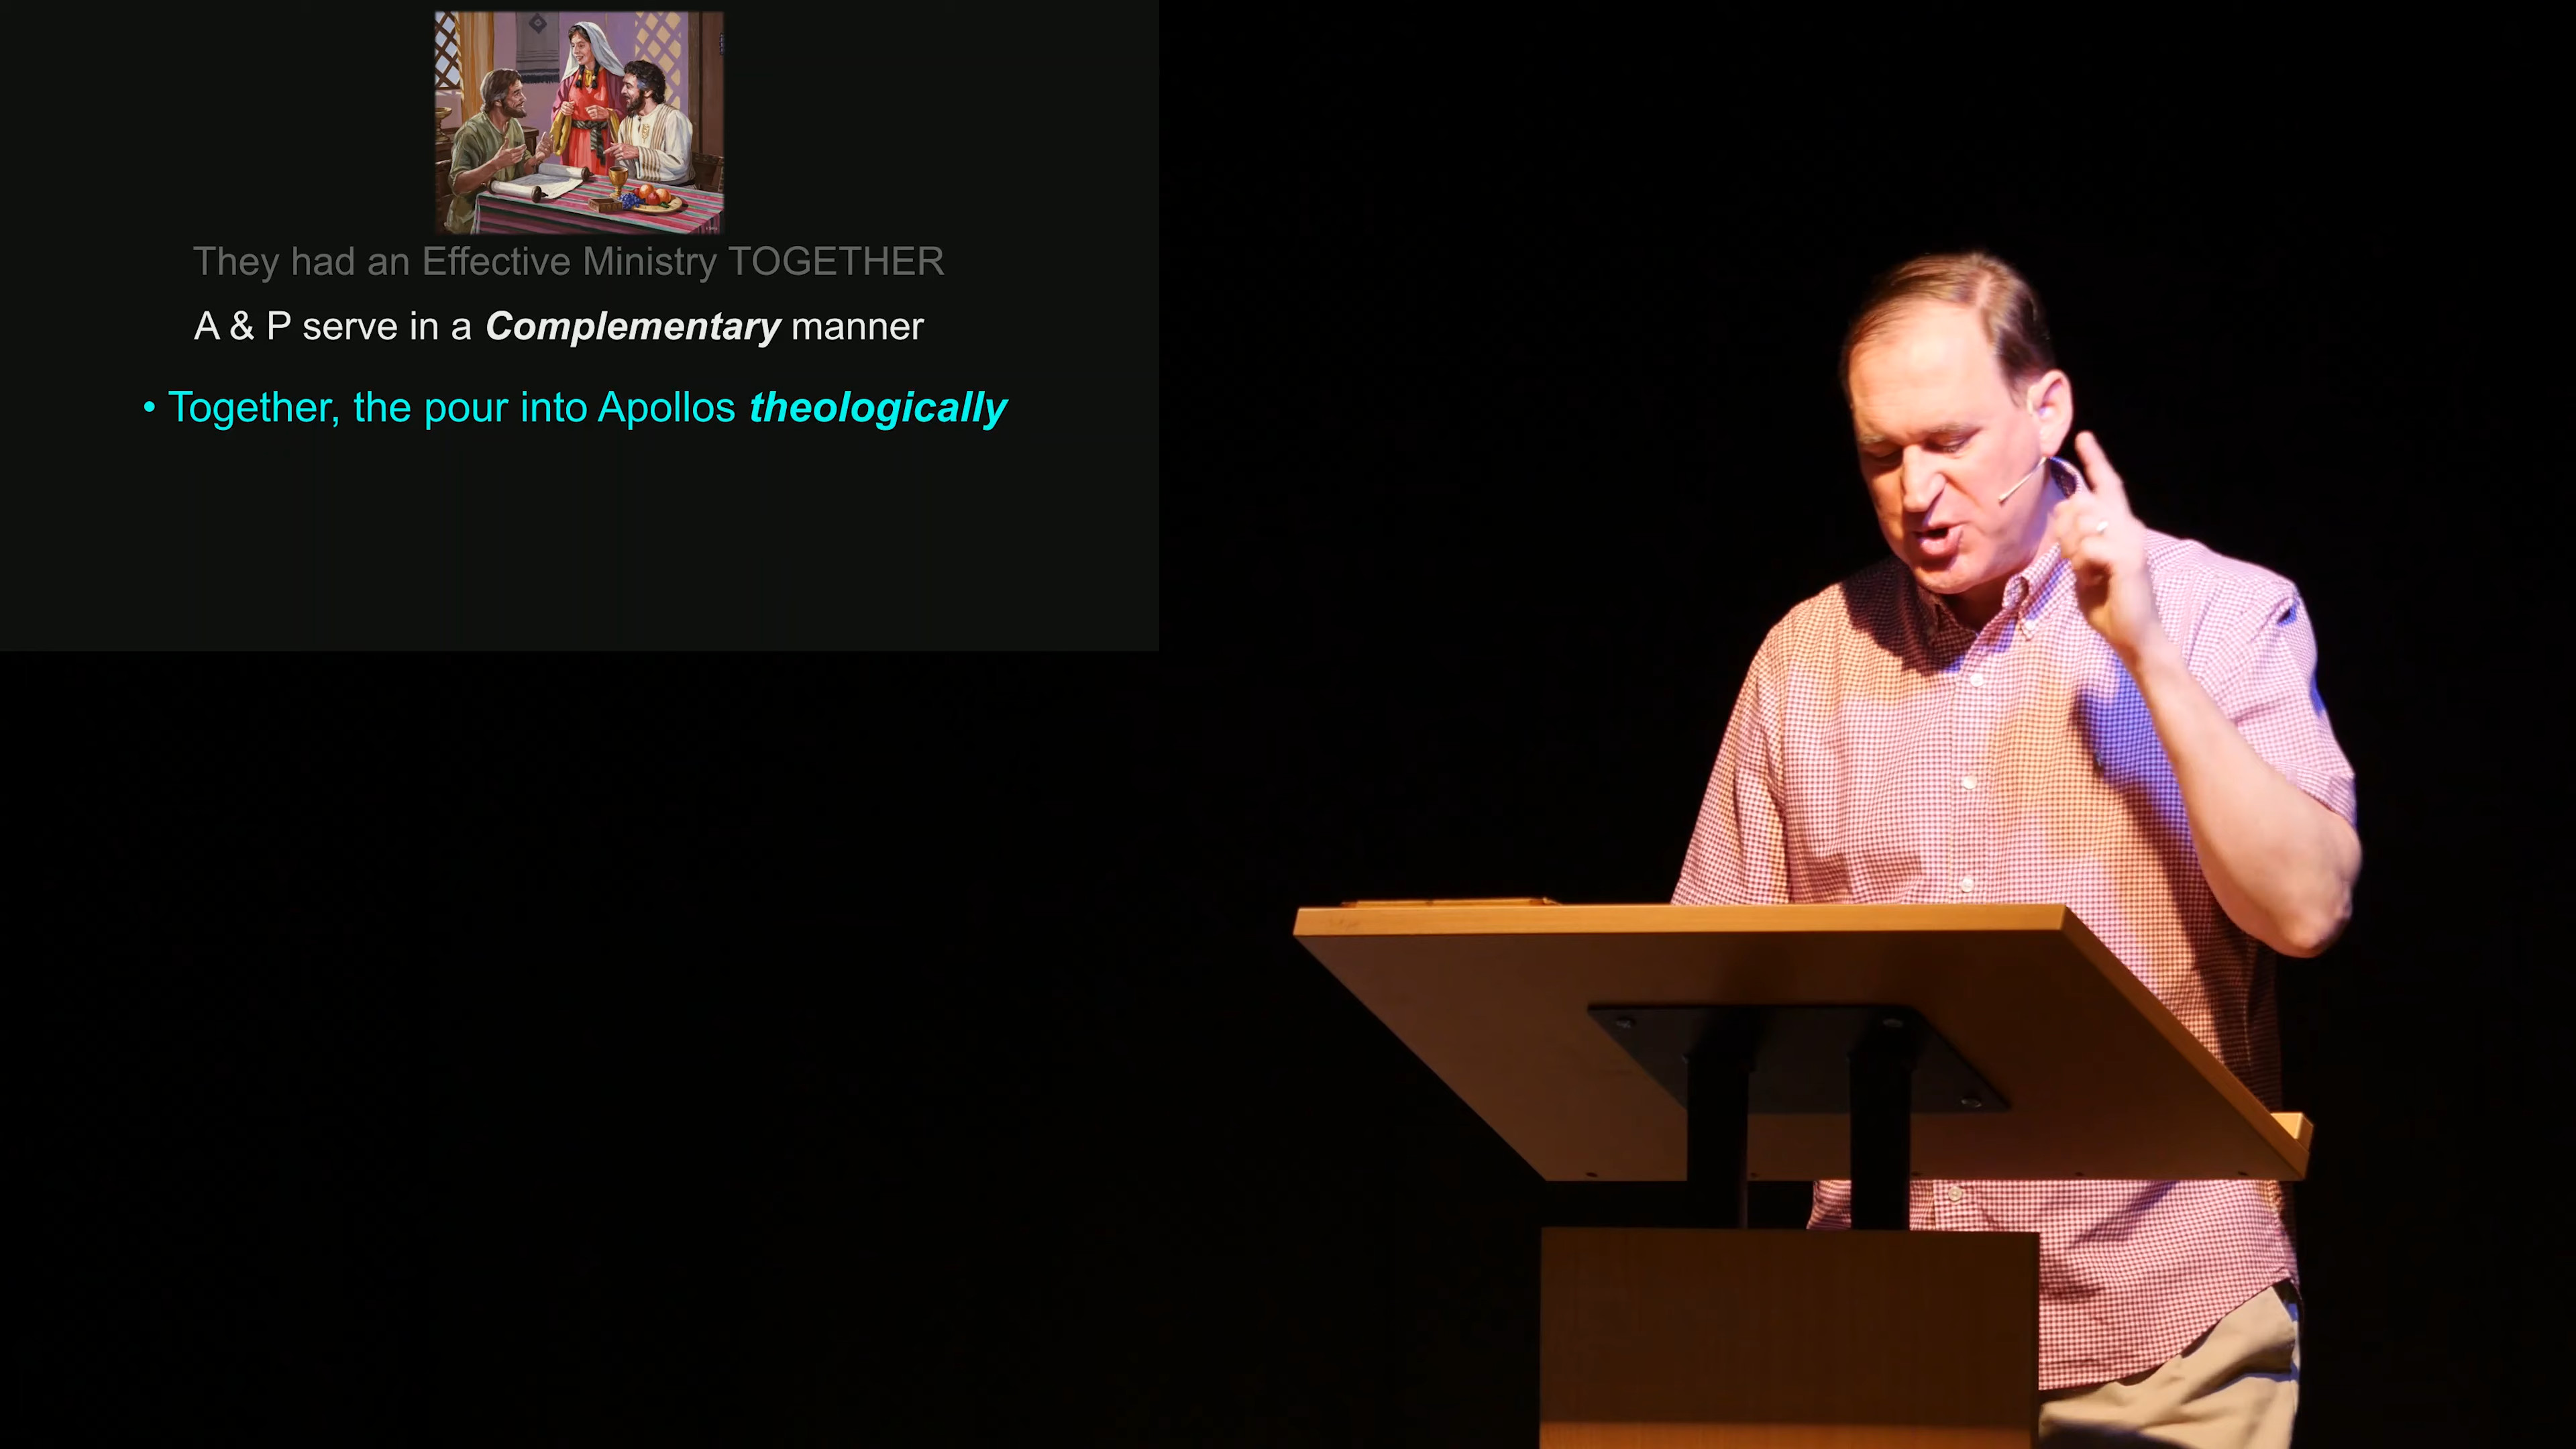 They had an Effective Ministry TOGETHER
A & P serve in a Complementary manner
• Together, the pour into Apollos theologically